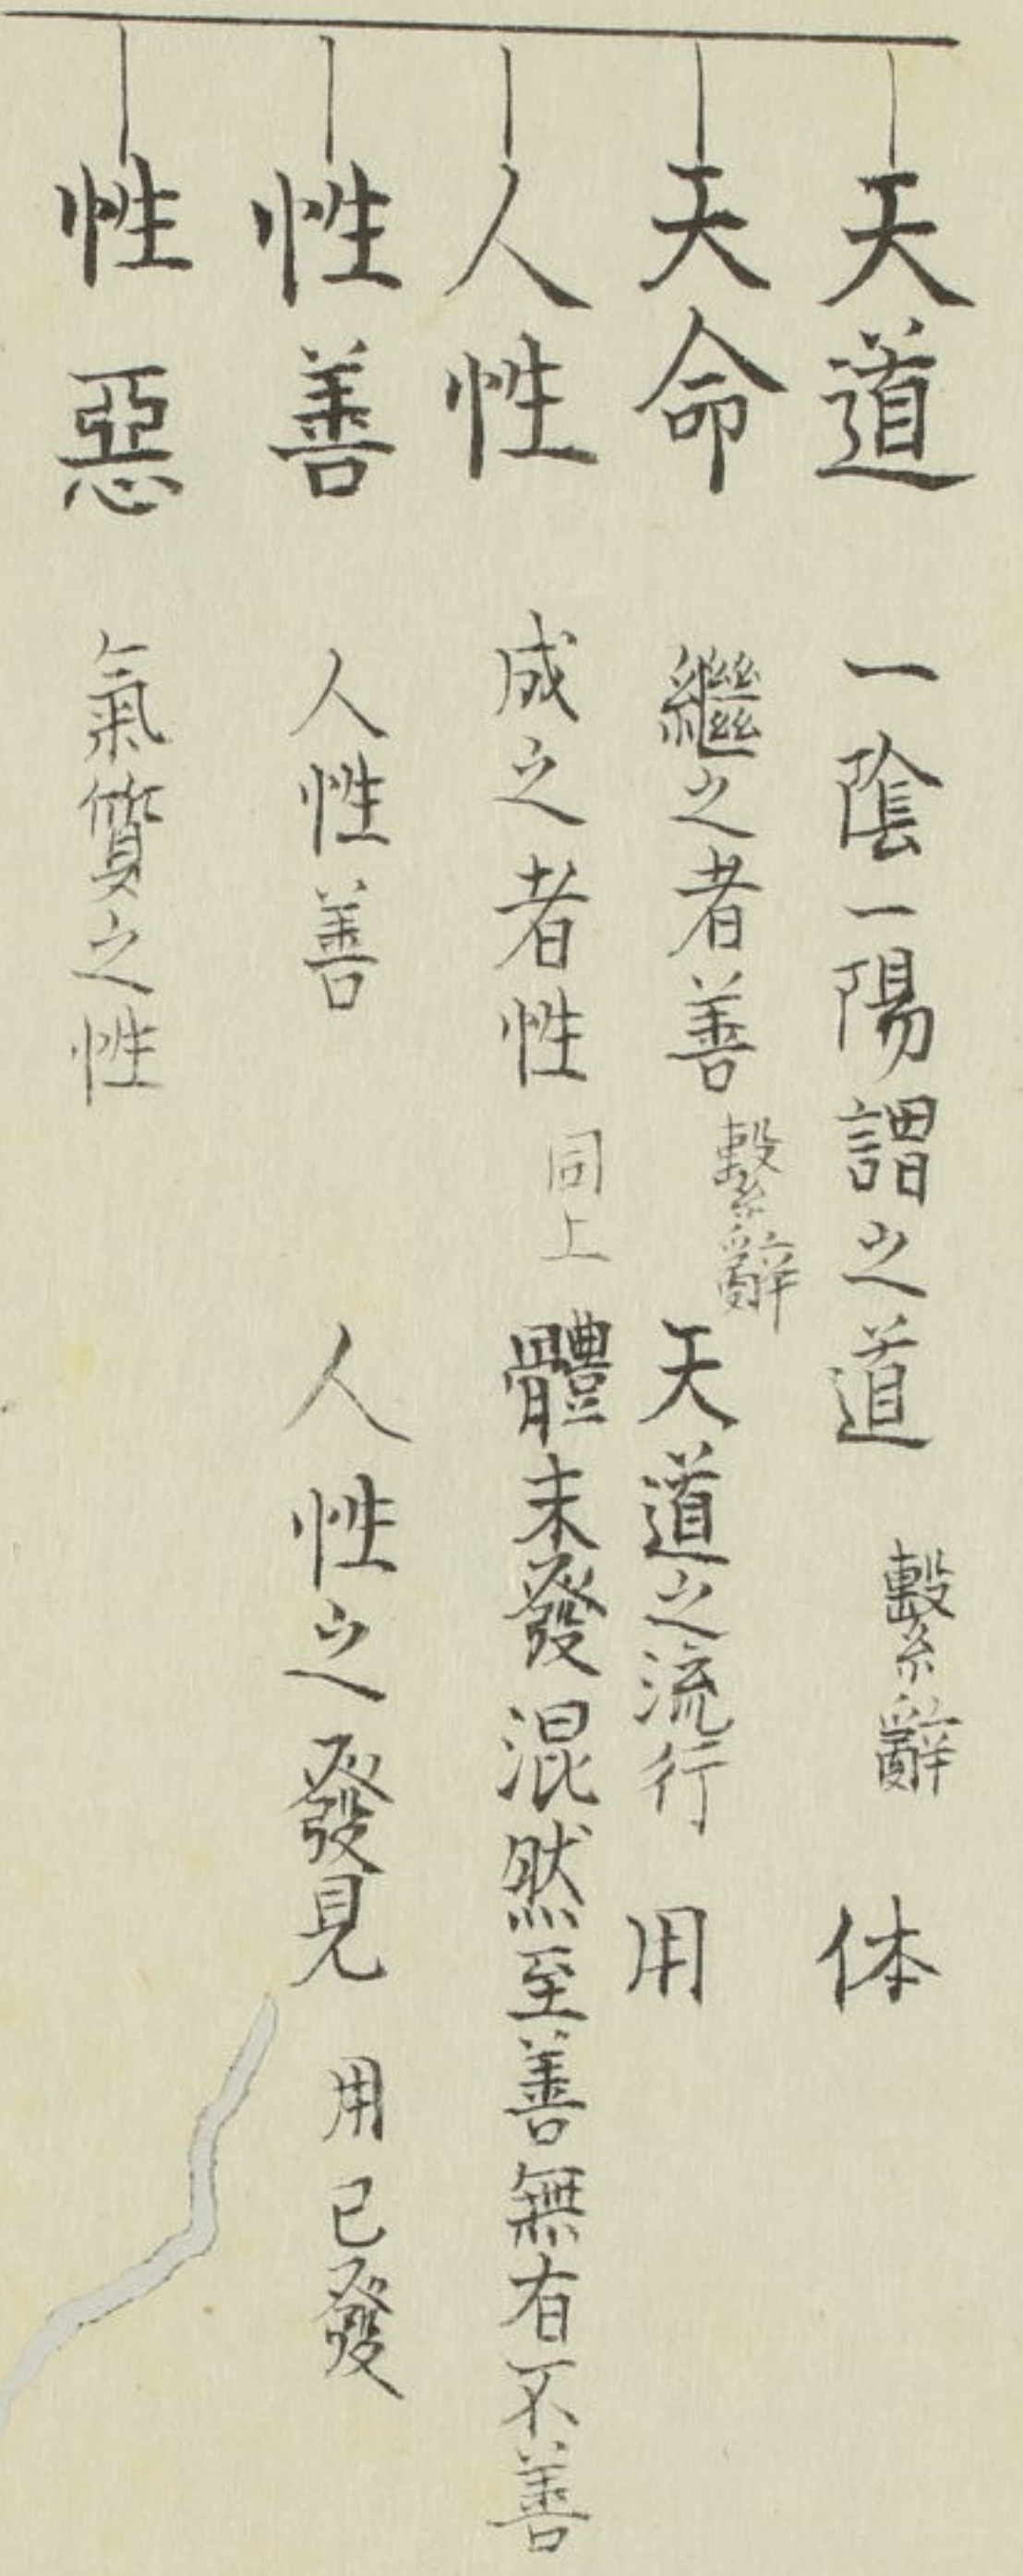 天道 一陰一陽謂之道 繫辭 体
天命 繼之者善 繫辭 天道之流行 用
人性 成之者性 同上 體未發混然至善無有不善
性善 人性善 人性之發見 用已發
性惡 氣質之性